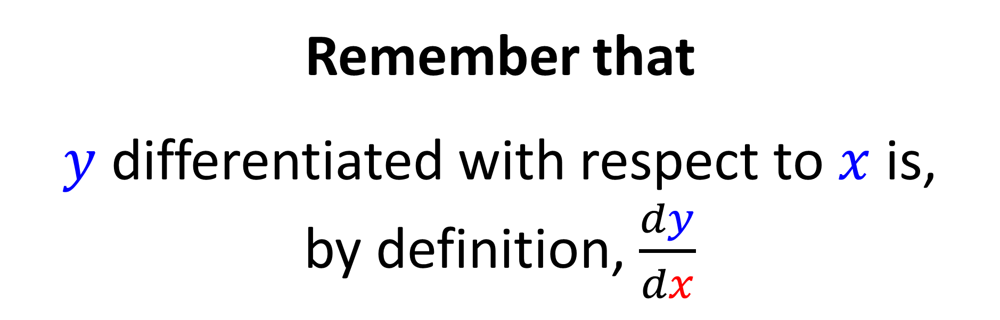 Remember that
y differentiated with respect to x is,
by definition, dy/dx